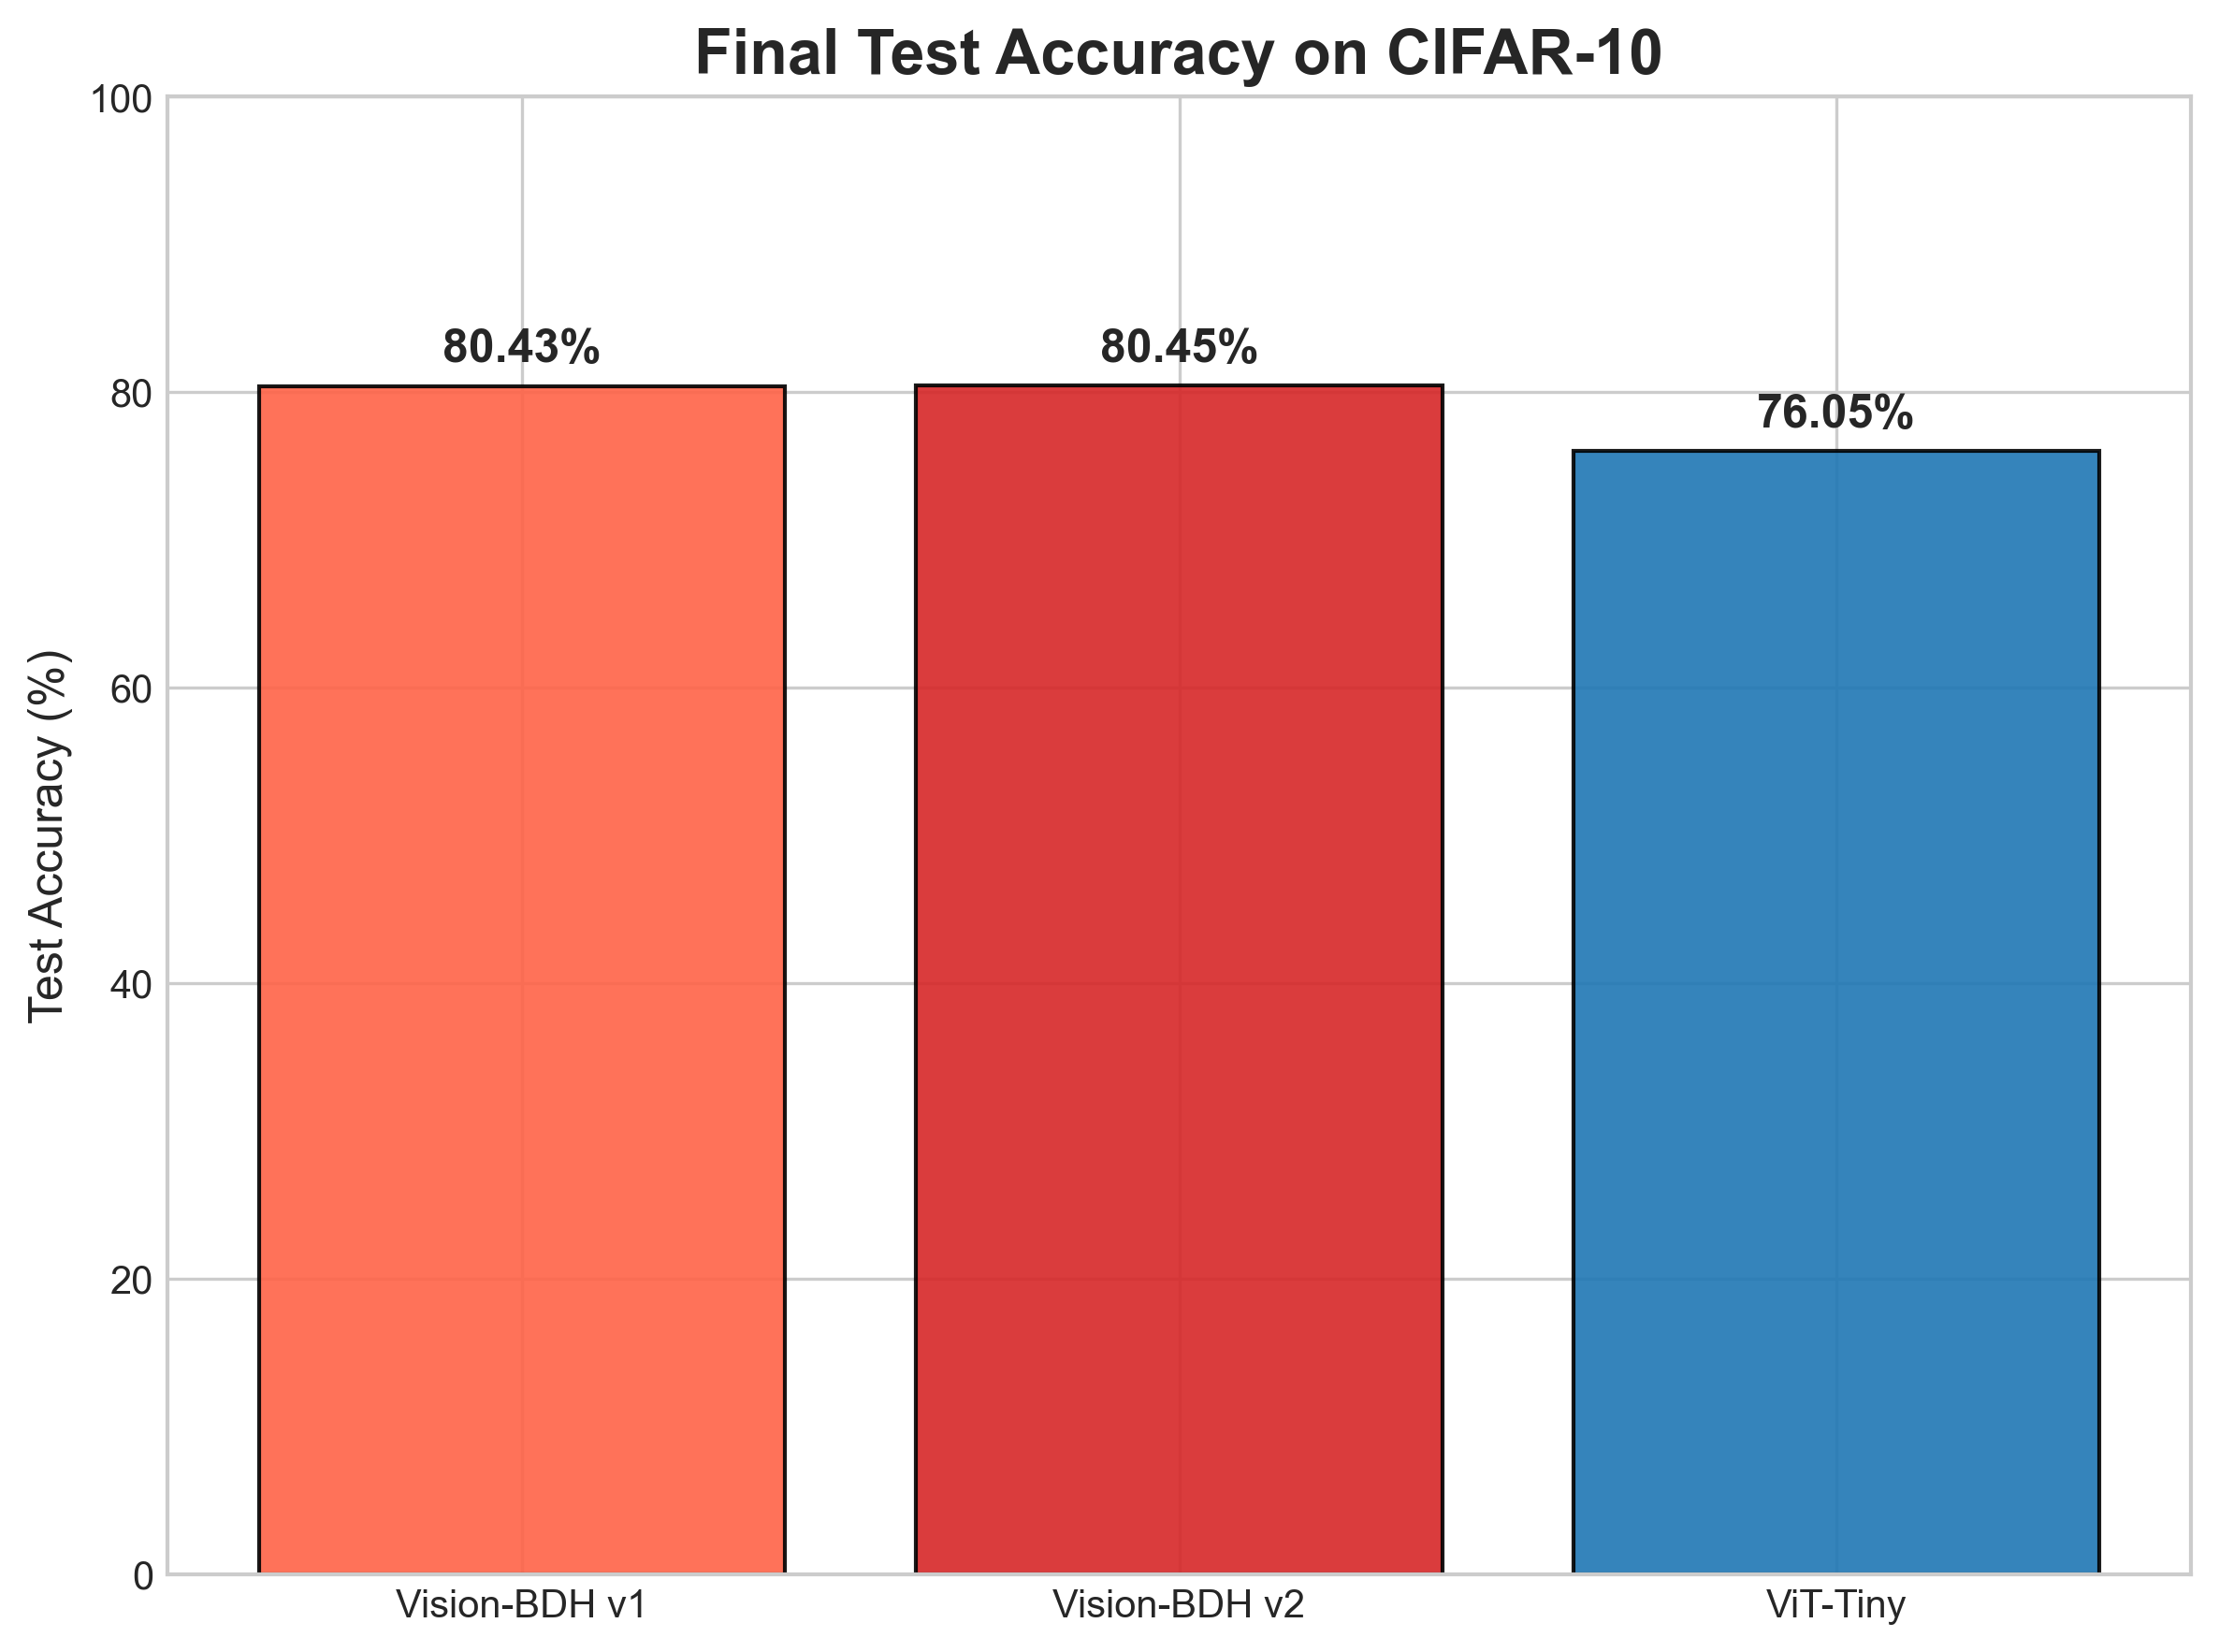 Final Test Accuracy on CIFAR-10
100
80
60
40
20
0
Test Accuracy (%)
80.43%
80.45%
76.05%
Vision-BDH v1
Vision-BDH v2
ViT-Tiny